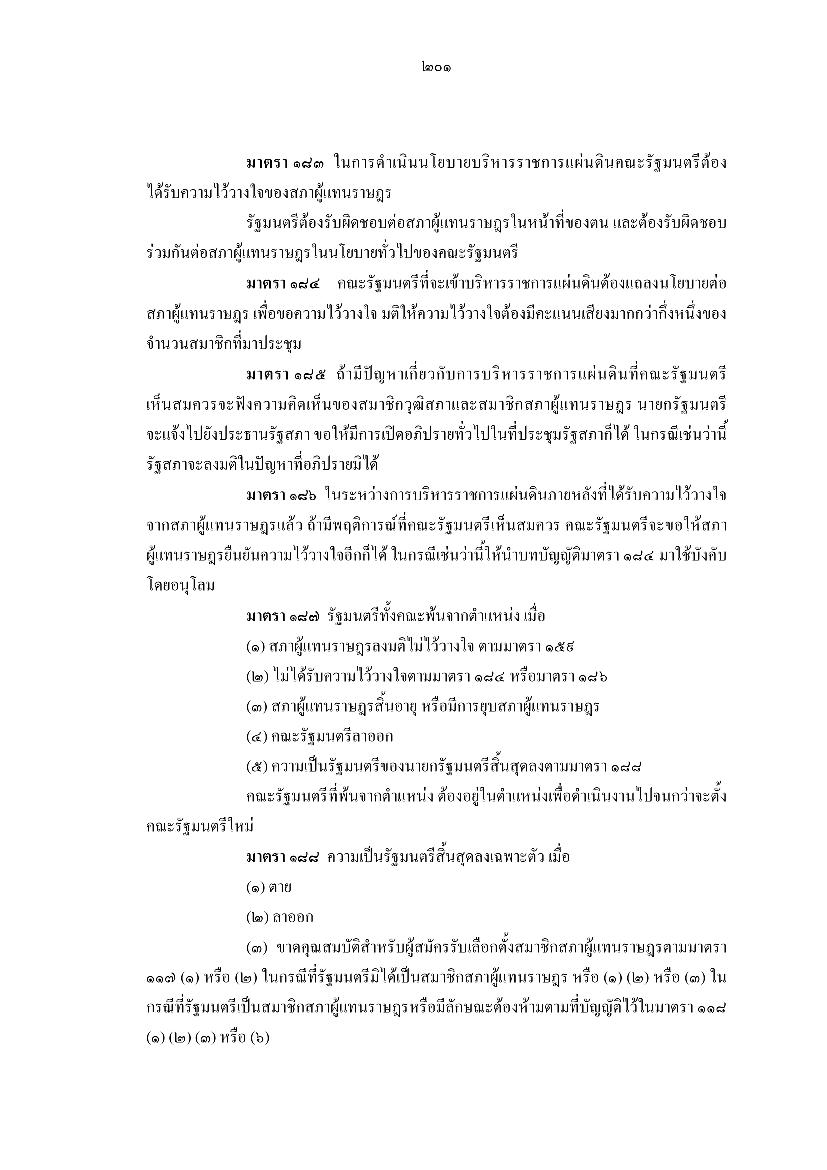 ๒๐๑
มาตรา ๑๘๓ ในการดำเนินนโยบายบริหารราชการแผ่นดินคณะรัฐมนตรีต้อง
ได้รับความไว้วางใจของสภาผู้แทนราษฎร
รัฐมนตรีต้องรับผิดชอบต่อสภาผู้แทนราษฎรในหน้าที่ของตน และต้องรับผิดชอบ
ร่วมกันต่อสภาผู้แทนราษฎรในนโยบายทั่วไปของคณะรัฐมนตรี
มาตรา ๑๘๔ คณะรัฐมนตรีที่จะเข้าบริหารราชการแผ่นดินต้องแถลงนโยบายต่อ
สภาผู้แทนราษฎร เพื่อขอความไว้วางใจ มติให้ความไว้วางใจต้องมีคะแนนเสียงมากกว่ากึ่งหนึ่งของ
จำนวนสมาชิกที่มาประชุม
มาตรา ๑๘๕ ถ้ามีปัญหาเกี่ยวกับการบริหารราชการแผ่นดินที่คณะรัฐมนตรี
เห็นสมควรจะฟังความคิดเห็นของสมาชิกวุฒิสภาและสมาชิกสภาผู้แทนราษฎร นายกรัฐมนตรี
จะแจ้งไปยังประธานรัฐสภา ขอให้มีการเปิดอภิปรายทั่วไปในที่ประชุมรัฐสภาก็ได้ ในกรณีเช่นว่านี้
รัฐสภาจะลงมติในปัญหาที่อภิปรายมิได้
มาตรา ๑๘๖ ในระหว่างการบริหารราชการแผ่นดินภายหลังที่ได้รับความไว้วางใจ
จากสภาผู้แทนราษฎรแล้ว ถ้ามีพฤติการณ์ที่คณะรัฐมนตรีเห็นสมควร คณะรัฐมนตรีจะขอให้สภา
ผู้แทนราษฎรยืนยันความไว้วางใจอีกก็ได้ ในกรณีเช่นว่านี้ให้นำบทบัญญัติมาตรา ๑๘๔ มาใช้บังคับ
โดยอนุโลม
มาตรา ๑๘๗ รัฐมนตรีทั้งคณะพ้นจากตำแหน่ง เมื่อ
(๑) สภาผู้แทนราษฎรลงมติไม่ไว้วางใจ ตามมาตรา ๑๕๙
(๒) ไม่ได้รับความไว้วางใจตามมาตรา ๑๘๔ หรือมาตรา ๑๘๖
(๓) สภาผู้แทนราษฎรสิ้นอายุ หรือมีการยุบสภาผู้แทนราษฎร
(๔) คณะรัฐมนตรีลาออก
(๕) ความเป็นรัฐมนตรีของนายกรัฐมนตรีสิ้นสุดลงตามมาตรา ๑๘๘
คณะรัฐมนตรีที่พ้นจากตำแหน่ง ต้องอยู่ในตำแหน่งเพื่อดำเนินงานไปจนกว่าจะตั้ง
คณะรัฐมนตรีใหม่
มาตรา ๑๘๘ ความเป็นรัฐมนตรีสิ้นสุดลงเฉพาะตัว เมื่อ
(๑) ตาย
(๒) ลาออก
(๓) ขาดคุณสมบัติสำหรับผู้สมัครรับเลือกตั้งสมาชิกสภาผู้แทนราษฎรตามมาตรา
๑๑๗ (๑) หรือ (๒) ในกรณีที่รัฐมนตรีมิได้เป็นสมาชิกสภาผู้แทนราษฎร หรือ (๑) (๒) หรือ (๓) ใน
กรณีที่รัฐมนตรีเป็นสมาชิกสภาผู้แทนราษฎรหรือมีลักษณะต้องห้ามตามที่บัญญัติไว้ในมาตรา ๑๑๘
(๑) (๒) (๓) หรือ (๖)